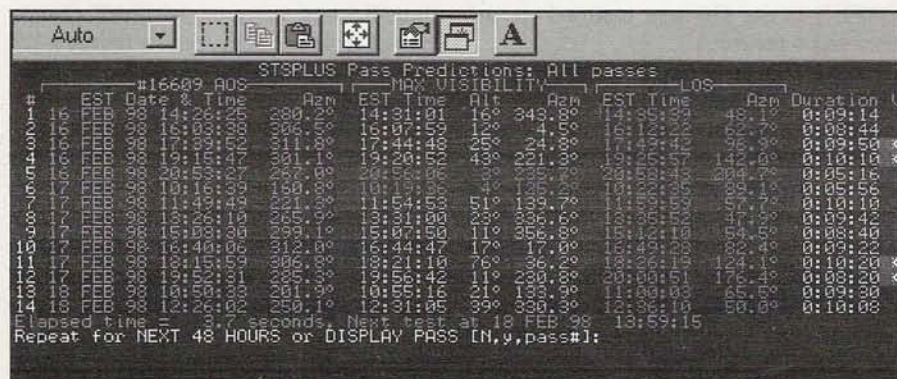 Auto
A
STSPLUS Pass Predictions: All passes
#16609 AOS MAX VISIBILITY LOS
# EST Date & Time Azm EST Time Alt Azm EST Time Azm Duration
1 16 FEB 98 14:26:25 280.2° 14:31:01 16° 343.8° 14:35:39 48.1° 0:09:14
2 16 FEB 98 16:03:38 306.5° 16:07:59 12° 4.5° 16:12:22 62.7° 0:08:44
3 16 FEB 98 17:39:52 311.8° 17:44:48 25° 24.8° 17:49:42 96.9° 0:09:50
4 16 FEB 98 19:15:47 301.1° 19:20:52 43° 221.3° 19:25:57 142.0° 0:10:10
5 16 FEB 98 20:53:27 267.0° 20:56:06 3° 20:58:43 204.7° 0:05:16
6 17 FEB 98 10:16:39 160.8° 10:19:36 4° 125.2° 10:22:35 89.1° 0:05:56
7 17 FEB 98 11:49:49 221.3° 11:54:53 51° 139.7° 11:59:59 57.7° 0:10:10
8 17 FEB 98 13:26:10 265.9° 13:31:00 23° 336.6° 13:35:52 0:09:42
9 17 FEB 98 15:03:30 299.1° 15:07:50 11° 356.8° 15:12:10 54.5° 0:08:40
10 17 FEB 98 16:40:06 312.0° 16:44:47 17° 17.0° 16:49:28 82.4° 0:09:22
11 17 FEB 98 18:15:59 306.8° 18:21:10 76° 36.2° 18:26:19 124.1° 0:10:20
12 17 FEB 98 19:52:31 285.3° 19:56:42 11° 230.8° 20:00:51 176.4° 0:08:20
13 18 FEB 98 10:50:31 201.9° 10:55:16 21° 133.9° 11:00:03 65.5° 0:09:30
14 18 FEB 98 12:26:02 250.1° 12:31:05 39° 330.3° 12:36:10 50.0° 0:10:08
Elapsed time = seconds. Next test at 18 FEB 98 13:59:15
Repeat for NEXT 48 HOURS or DISPLAY PASS [N,y,pass#]: